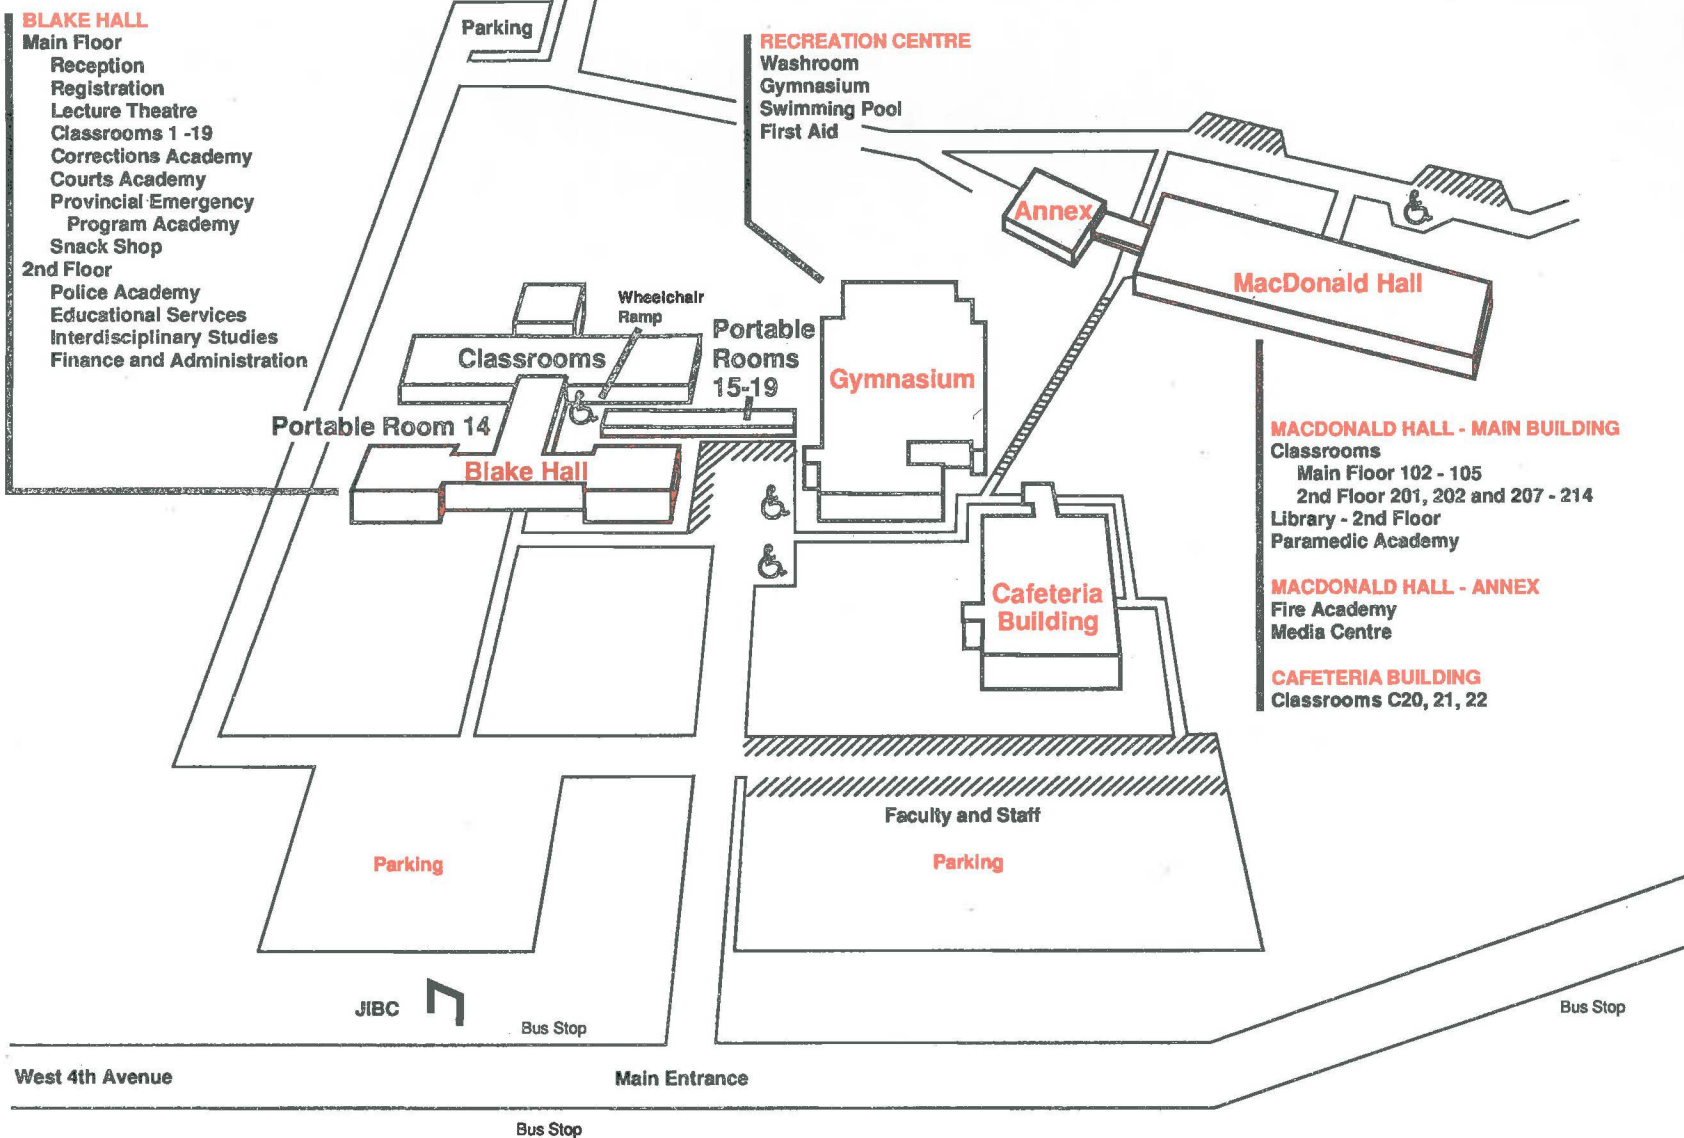 BLAKE HALL
Main Floor
Reception
Registration
Lecture Theatre
Classrooms 1 -19
Corrections Academy
Courts Academy
Provincial Emergency
Program Academy
Snack Shop
2nd Floor
Police Academy
Educational Services
Interdisciplinary Studies
Finance and Administration
Parking
RECREATION CENTRE
Washroom
Gymnasium
Swimming Pool
First Aid
Annex
MacDonald Hall
Wheelchair
Ramp
Portable
Rooms
15-19
Classrooms
Gymnasium
Portable Room 14
Blake Hall
MACDONALD HALL - MAIN BUILDING
Classrooms
Main Floor 102 - 105
2nd Floor 201, 202 and 207 - 214
Library - 2nd Floor
Paramedic Academy
MACDONALD HALL - ANNEX
Fire Academy
Media Centre
CAFETERIA BUILDING
Classrooms C20, 21, 22
Cafeteria
Building
Faculty and Staff
Parking
Parking
JIBC
Bus Stop
Bus Stop
West 4th Avenue
Main Entrance
Bus Stop